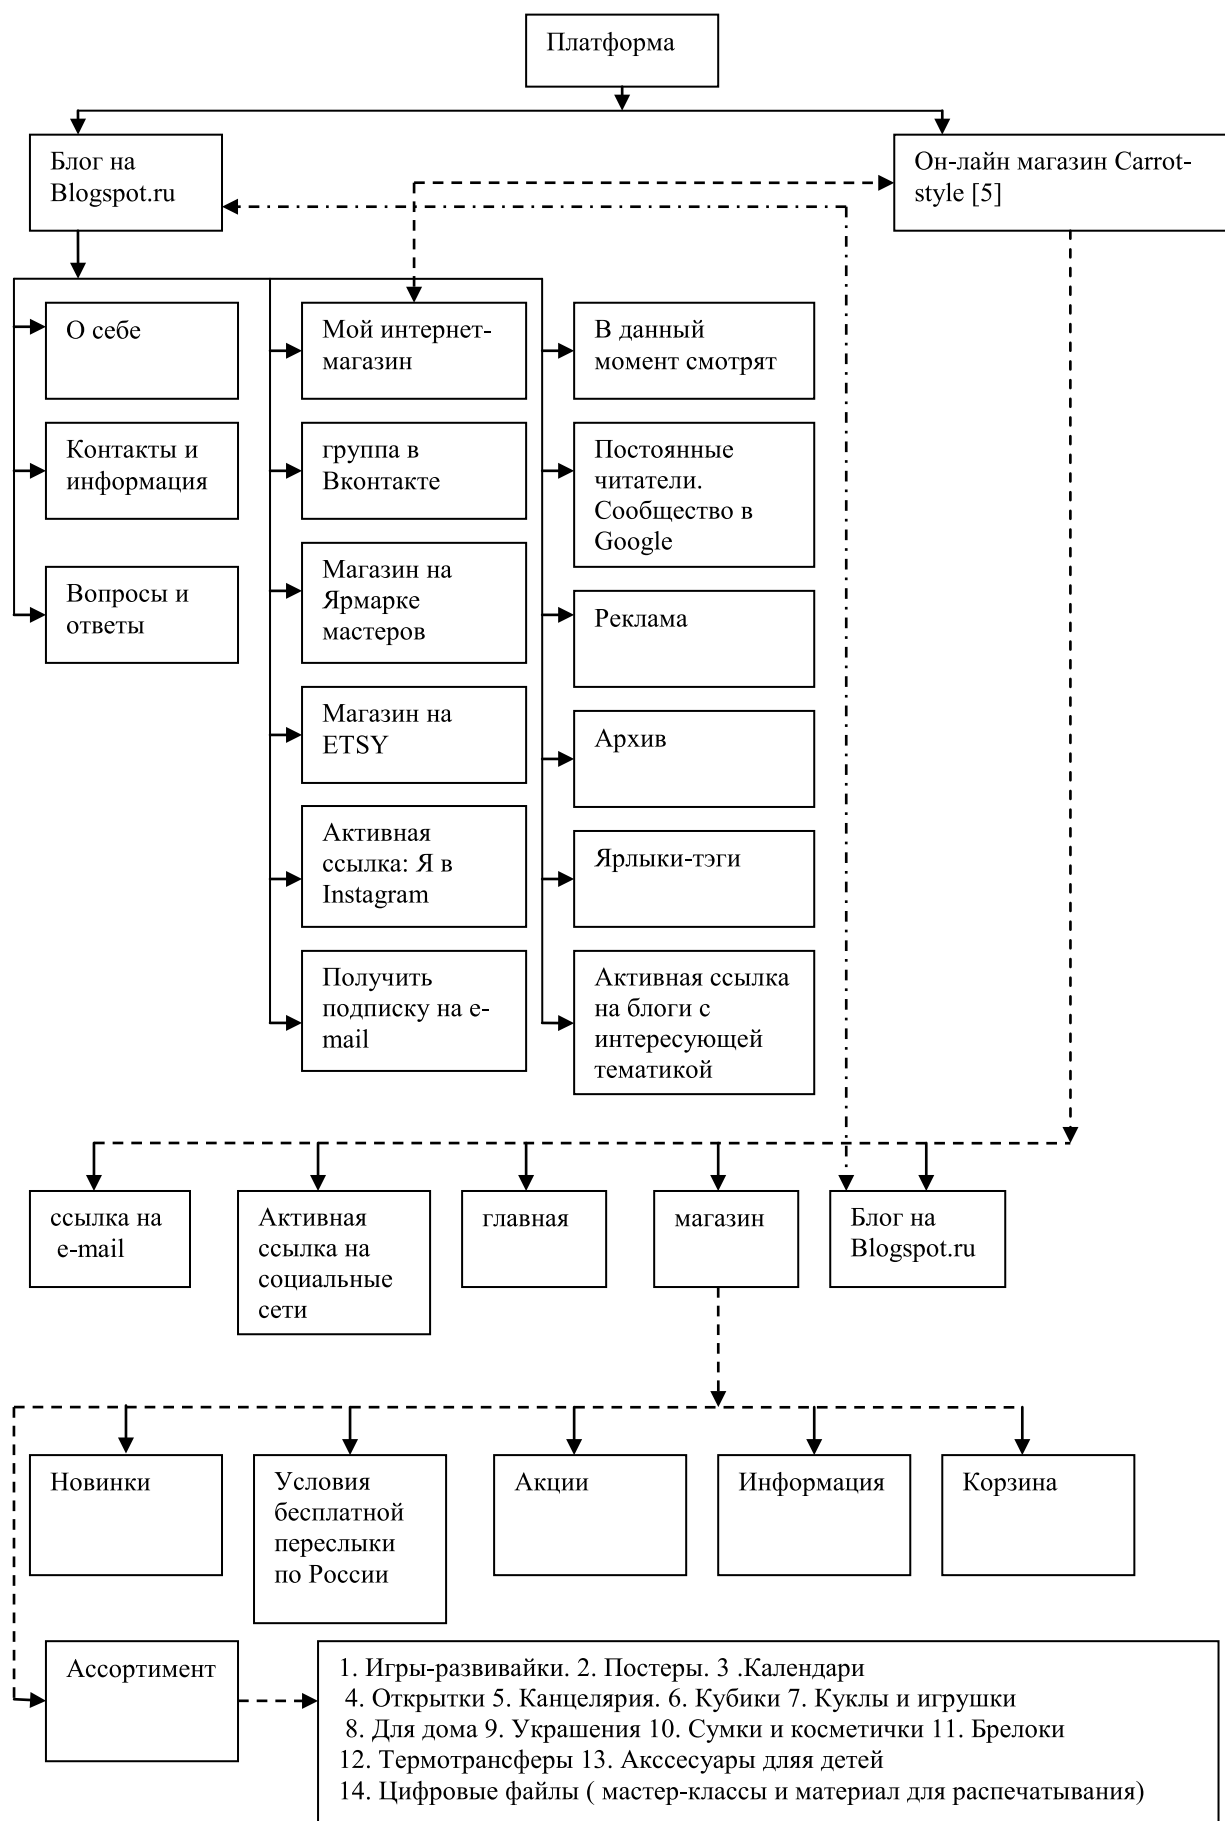 Платформа
Блог на
Blogspot.ru
Он-лайн магазин Carrot-
style [5]
О себе
Контакты и
информация
Вопросы и
ответы
Мой интернет-
магазин
группа в
Вконтакте
Магазин на
Ярмарке
мастеров
Магазин на
ETSY
Активная
ссылка: Я в
Instagram
Получить
подписку на e-
mail
В данный
момент смотрят
Постоянные
читатели.
Сообщество в
Google
Реклама
Архив
Ярлыки-тэги
Активная ссылка
на блоги с
интересующей
тематикой
ссылка на
e-mail
Активная
ссылка на
социальные
сети
главная
магазин
Блог на
Blogspot.ru
Новинки
Условия
бесплатной
переслыки
по России
Акции
Информация
Корзина
Ассортимент
1. Игры-развивайки. 2. Постеры. 3 .Календари
4. Открытки 5. Канцелярия. 6. Кубики 7. Куклы и игрушки
8. Для дома 9. Украшения 10. Сумки и косметички 11. Брелоки
12. Термотрансферы 13. Акссесуары дляя детей
14. Цифровые файлы ( мастер-классы и материал для распечатывания)